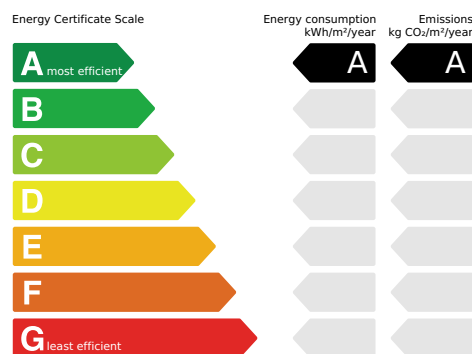 Energy Certificate Scale
Energy consumption
kWh/m²/year
Emissions
kg CO₂/m²/year
A most efficient
A
A
B
C
D
E
F
G least efficient